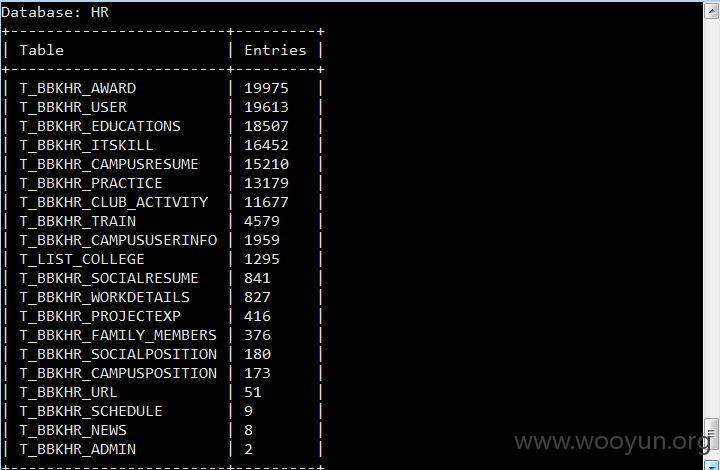 Database: HR
+------------------------+---------+
| Table                  | Entries |
+------------------------+---------+
| T_BBKHR_AWARD          | 19975   |
| T_BBKHR_USER           | 19613   |
| T_BBKHR_EDUCATIONS     | 18507   |
| T_BBKHR_ITSKILL        | 16452   |
| T_BBKHR_CAMPUSRESUME   | 15210   |
| T_BBKHR_PRACTICE       | 13179   |
| T_BBKHR_CLUB_ACTIVITY  | 11677   |
| T_BBKHR_TRAIN          | 4579    |
| T_BBKHR_CAMPUSUSERINFO | 1959    |
| T_LIST_COLLEGE         | 1295    |
| T_BBKHR_SOCIALRESUME   | 841     |
| T_BBKHR_WORKDETAILS    | 827     |
| T_BBKHR_PROJECTEXP     | 416     |
| T_BBKHR_FAMILY_MEMBERS | 376     |
| T_BBKHR_SOCIALPOSITION | 180     |
| T_BBKHR_CAMPUSPOSITION | 173     |
| T_BBKHR_URL            | 51      |
| T_BBKHR_SCHEDULE       | 9       |
| T_BBKHR_NEWS           | 8       |
| T_BBKHR_ADMIN          | 2       |
+------------------------+---------+
www.wooyun.org